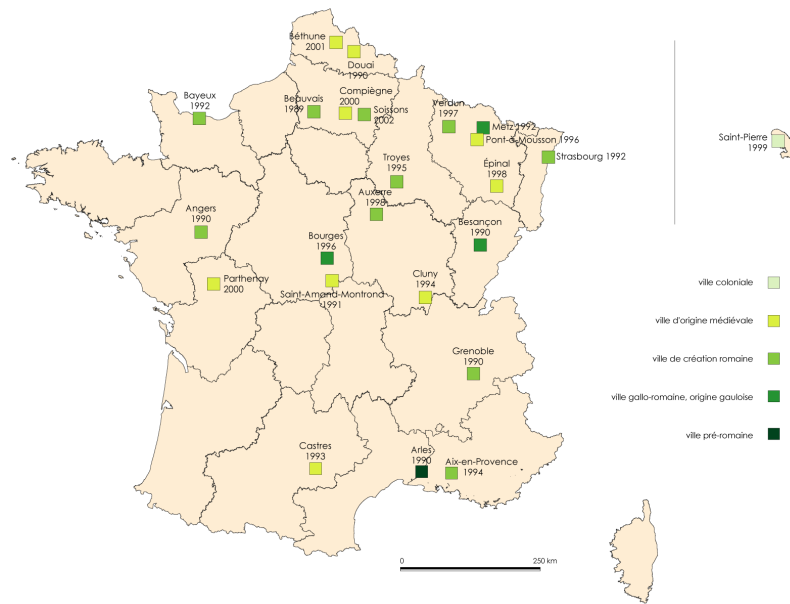 Béthune
2001
Douai
1990
Bayeux
1992
Beauvais
1989
Compiègne
2000
Soissons
2002
Verdun
1997
Metz 1992
Pont-à-Mousson 1996
Strasbourg 1992
Saint-Pierre
1999
Troyes
1995
Épinal
1998
Auxerre
1998
Angers
1990
Bourges
1996
Besançon
1990
Parthenay
2000
Saint-Amand-Montrond
1991
Cluny
1994
ville coloniale
ville d'origine médiévale
ville de création romaine
ville gallo-romaine, origine gauloise
ville pré-romaine
Grenoble
1990
Castres
1993
Arles
1990
Aix-en-Provence
1994
0 250 km